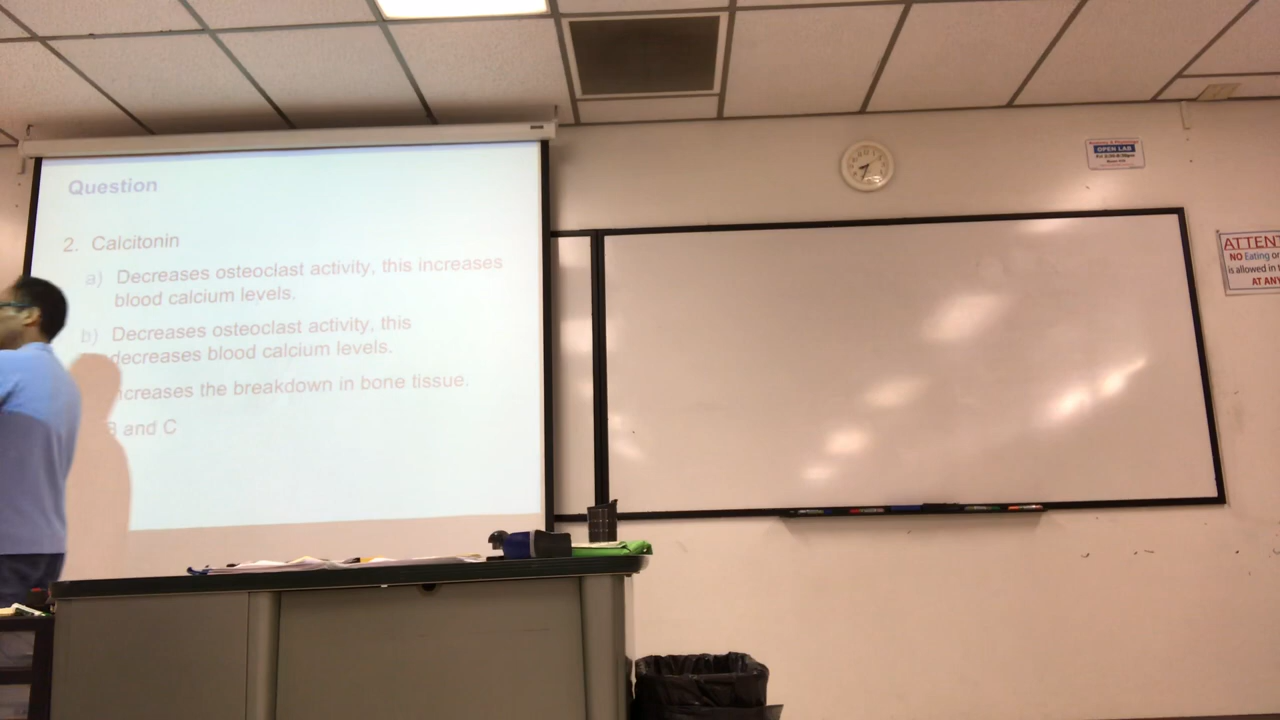 Question
2. Calcitonin
a) Decreases osteoclast activity, this increases
blood calcium levels.
b) Decreases osteoclast activity, this
decreases blood calcium levels.
ncreases the breakdown in bone tissue.
B and C
OPEN LAB
ATTENT
NO Eating or
is allowed in t
AT ANY